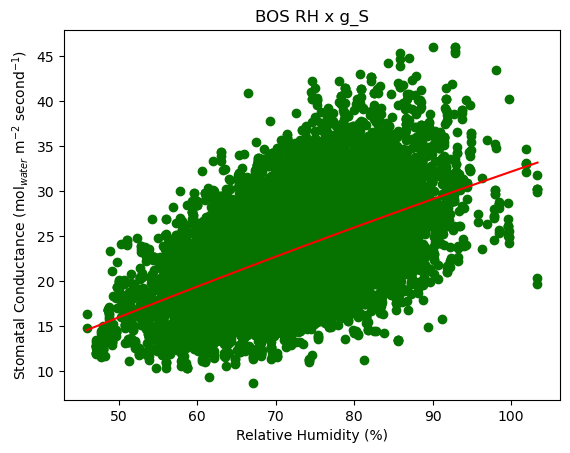 BOS RH x g_S
45
40
35
30
25
20
15
10
Stomatal Conductance (mol_water m⁻² second⁻¹)
50 60 70 80 90 100
Relative Humidity (%)